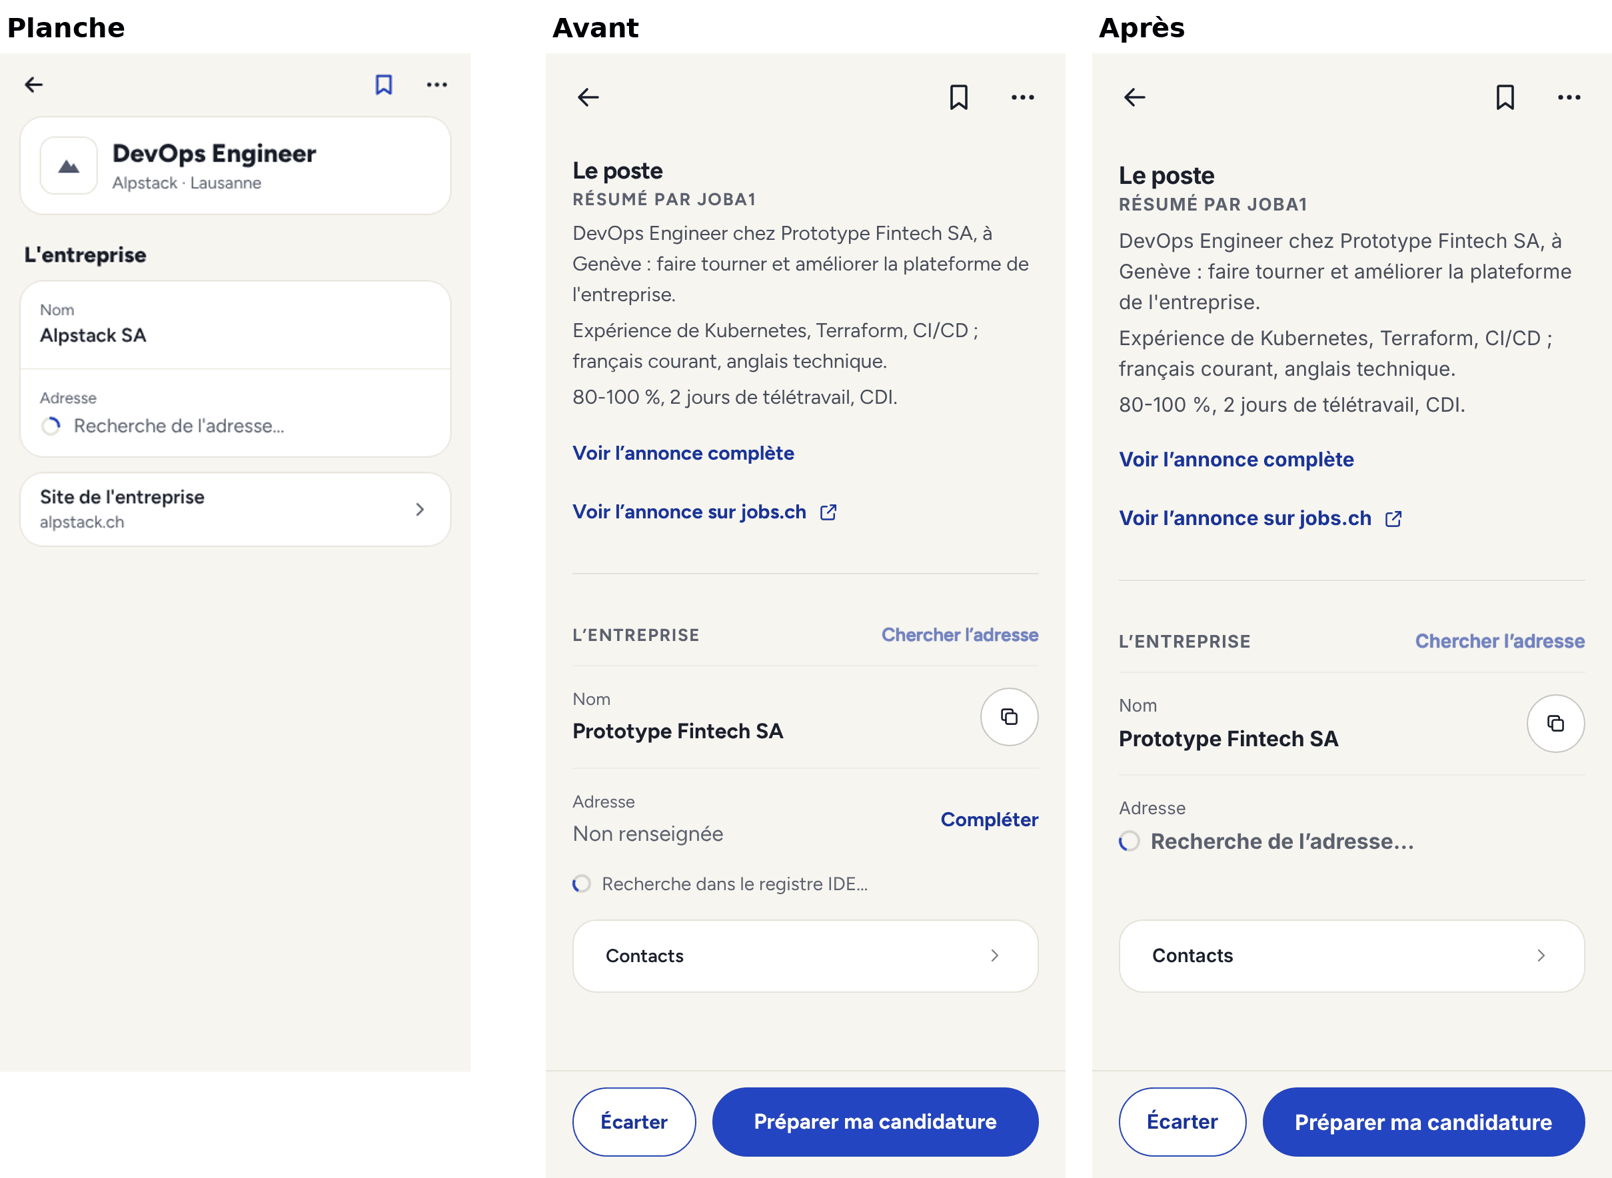 Planche
DevOps Engineer
Alpstack · Lausanne
L'entreprise
Nom
Alpstack SA
Adresse
Recherche de l'adresse...
Site de l'entreprise
alpstack.ch
Avant
Le poste
RÉSUMÉ PAR JOBA1
DevOps Engineer chez Prototype Fintech SA, à
Genève : faire tourner et améliorer la plateforme de
l'entreprise.
Expérience de Kubernetes, Terraform, CI/CD ;
français courant, anglais technique.
80-100 %, 2 jours de télétravail, CDI.
Voir l’annonce complète
Voir l’annonce sur jobs.ch
L’ENTREPRISE
Chercher l’adresse
Nom
Prototype Fintech SA
Adresse
Non renseignée
Compléter
Recherche dans le registre IDE…
Contacts
Écarter
Préparer ma candidature
Après
Le poste
RÉSUMÉ PAR JOBA1
DevOps Engineer chez Prototype Fintech SA, à
Genève : faire tourner et améliorer la plateforme
de l'entreprise.
Expérience de Kubernetes, Terraform, CI/CD ;
français courant, anglais technique.
80-100 %, 2 jours de télétravail, CDI.
Voir l’annonce complète
Voir l’annonce sur jobs.ch
L’ENTREPRISE
Chercher l’adresse
Nom
Prototype Fintech SA
Adresse
Recherche de l’adresse…
Contacts
Écarter
Préparer ma candidature